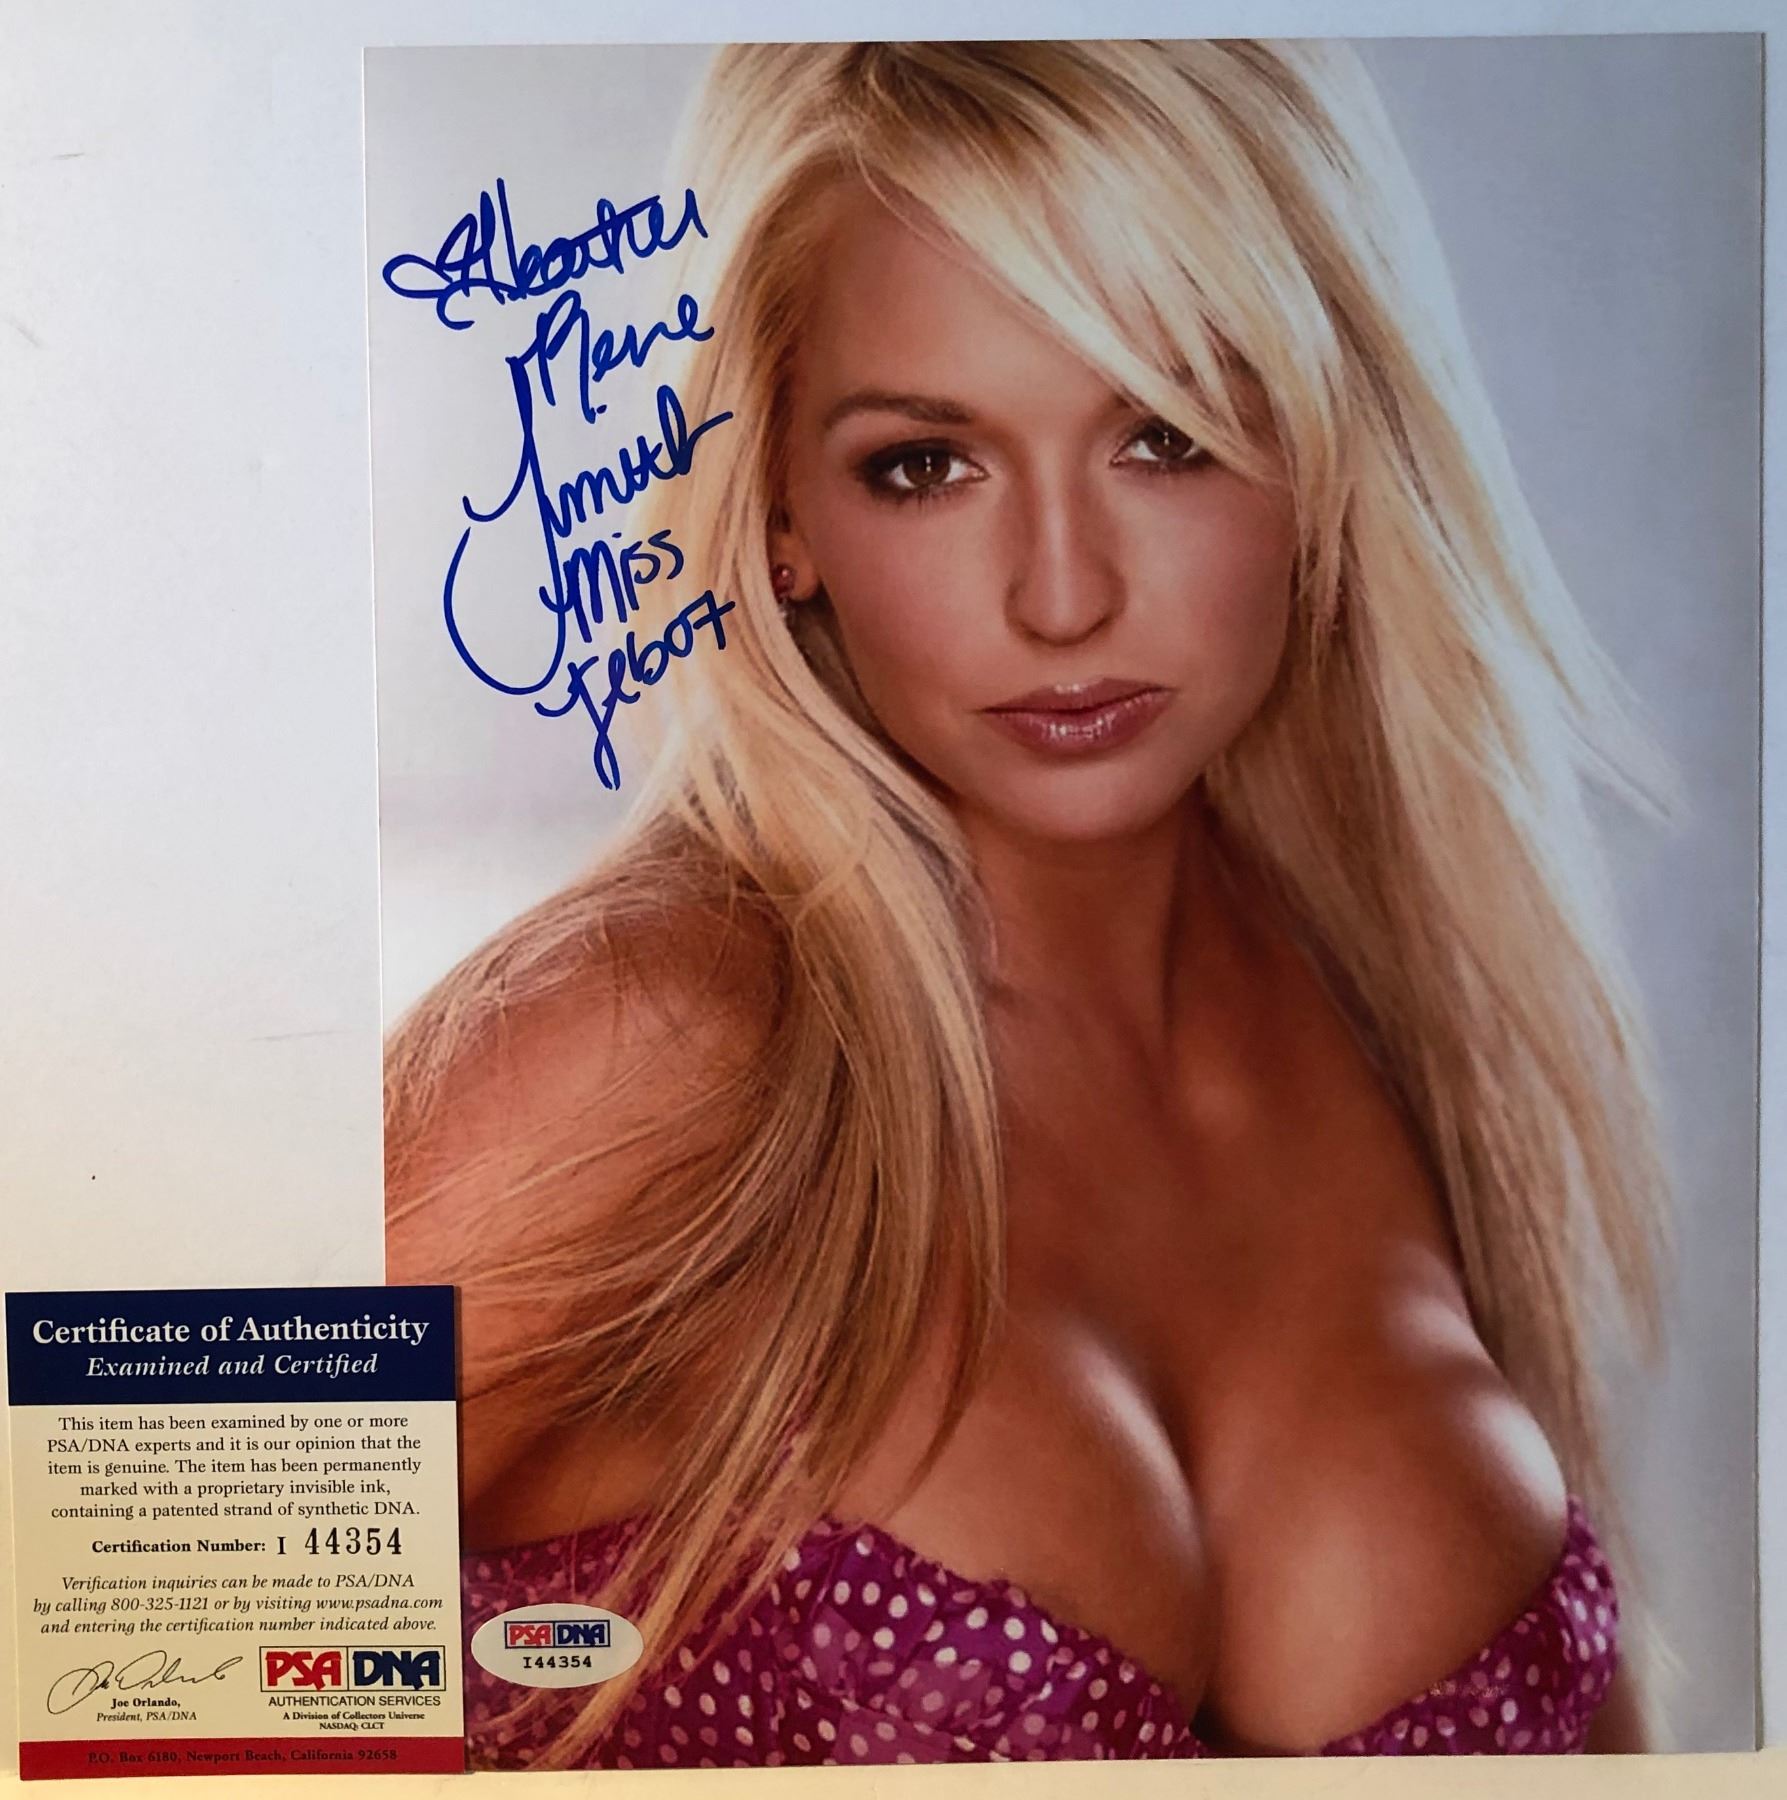 Heather
Rene
Smith
Miss
Feb 07
Certificate of Authenticity
Examined and Certified
This item has been examined by one or more
PSA/DNA experts and it is our opinion that the
item is genuine. The item has been permanently
marked with a proprietary invisible ink,
containing a patented strand of synthetic DNA.
Certification Number: I 44354
Verification inquiries can be made to PSA/DNA
by calling 800-325-1121 or by visiting www.psadna.com
and entering the certification number indicated above.
Joe Orlando,
President, PSA/DNA
PSA DNA
AUTHENTICATION SERVICES
A Division of Collectors Universe
NASDAQ: CLCT
P.O. Box 6180, Newport Beach, California 92658
PSA DNA
I44354